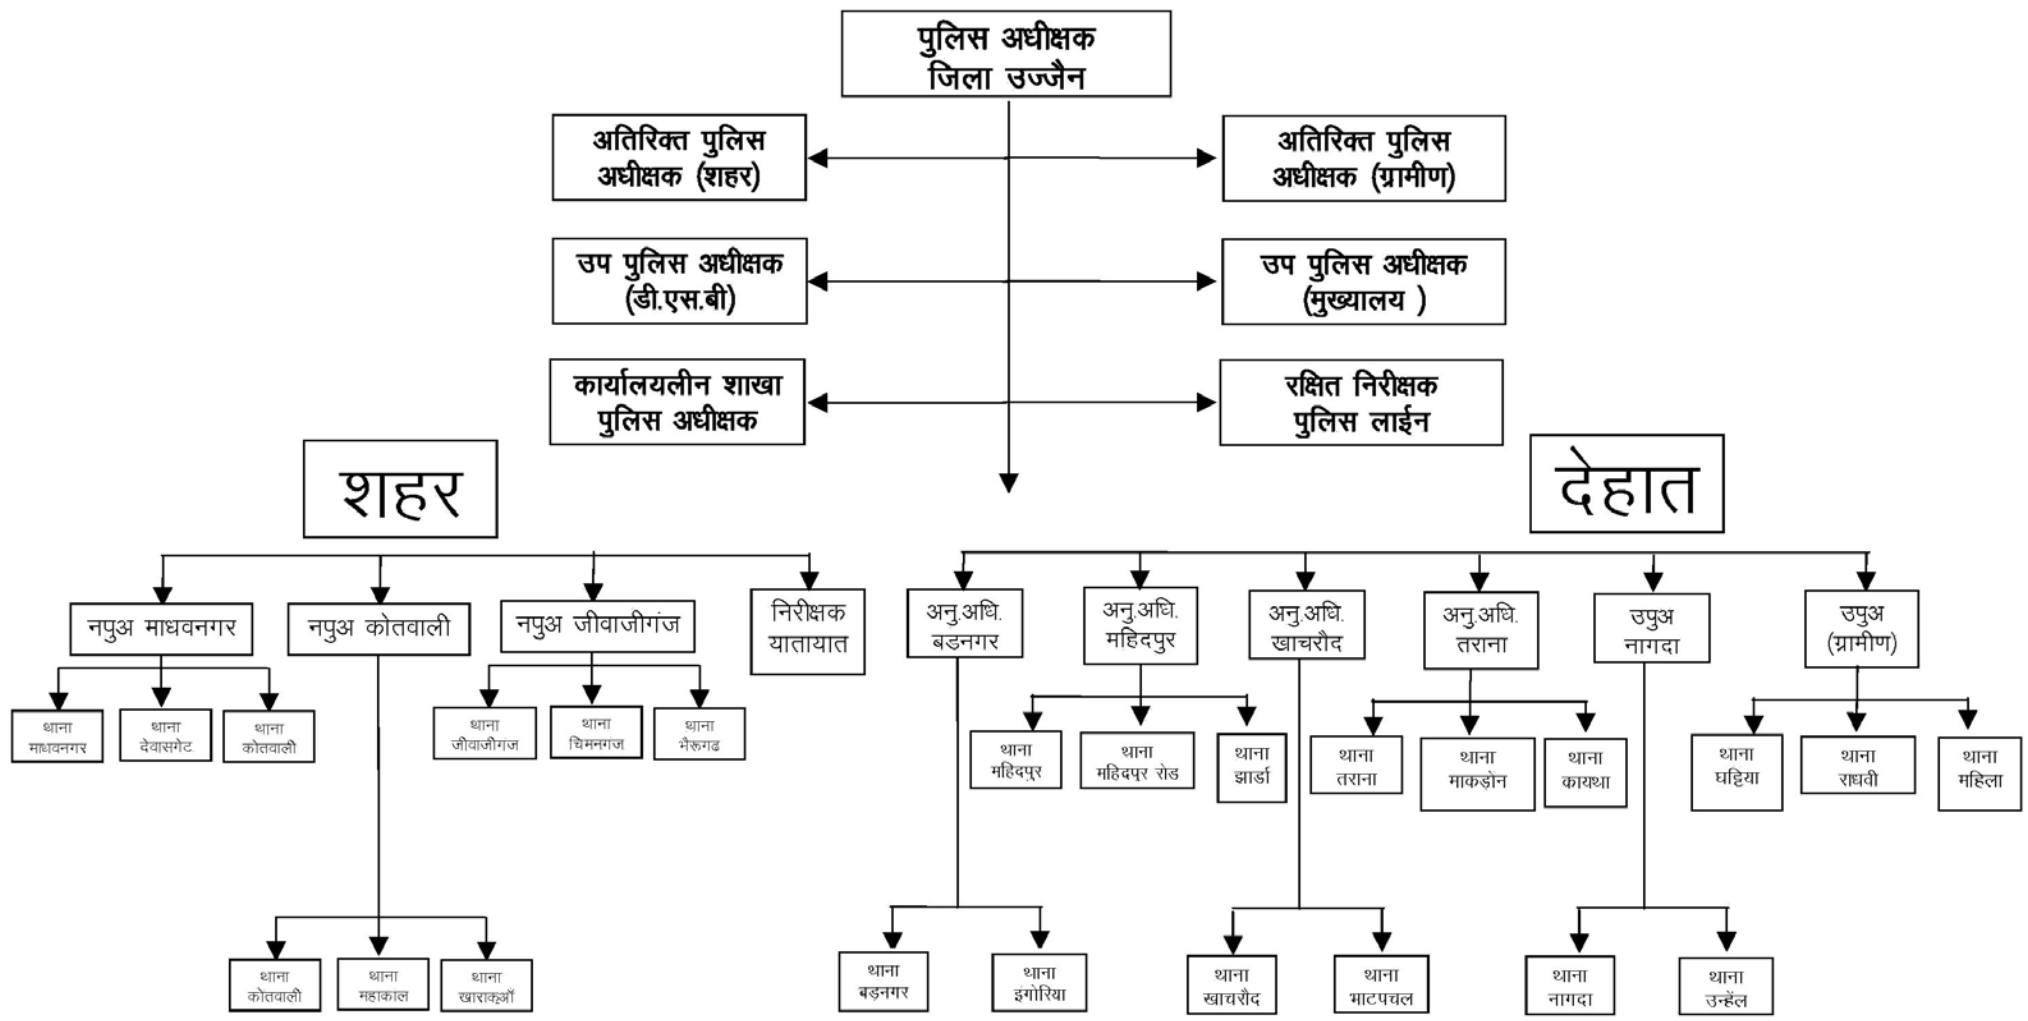 पुलिस अधीक्षक
जिला उज्जैन
अतिरिक्त पुलिस
अधीक्षक (शहर)
अतिरिक्त पुलिस
अधीक्षक (ग्रामीण)
उप पुलिस अधीक्षक
(डी.एस.बी)
उप पुलिस अधीक्षक
(मुख्यालय )
कार्यालयलीन शाखा
पुलिस अधीक्षक
रक्षित निरीक्षक
पुलिस लाईन
शहर
देहात
नपुअ माधवनगर
नपुअ कोतवाली
नपुअ जीवाजीगंज
निरीक्षक
यातायात
अनु.अधि.
बड़नगर
अनु.अधि.
महिदपुर
अनु.अधि.
खाचरौद
अनु.अधि.
तराना
उपुअ
नागदा
उपुअ
(ग्रामीण)
थाना
माधवनगर
थाना
देवासगेट
थाना
कोतवाली
थाना
जीवाजीगंज
थाना
चिमनगंज
थाना
भैरूगढ
थाना
महिदपुर
थाना
महिदपुर रोड
थाना
झार्डा
थाना
तराना
थाना
माकड़ोन
थाना
कायथा
थाना
घट्टिया
थाना
राधवी
थाना
महिला
थाना
कोतवाली
थाना
महाकाल
थाना
खाराकुऑं
थाना
बड़नगर
थाना
इंगोरिया
थाना
खाचरौद
थाना
भाटपचल
थाना
नागदा
थाना
उन्हेंल